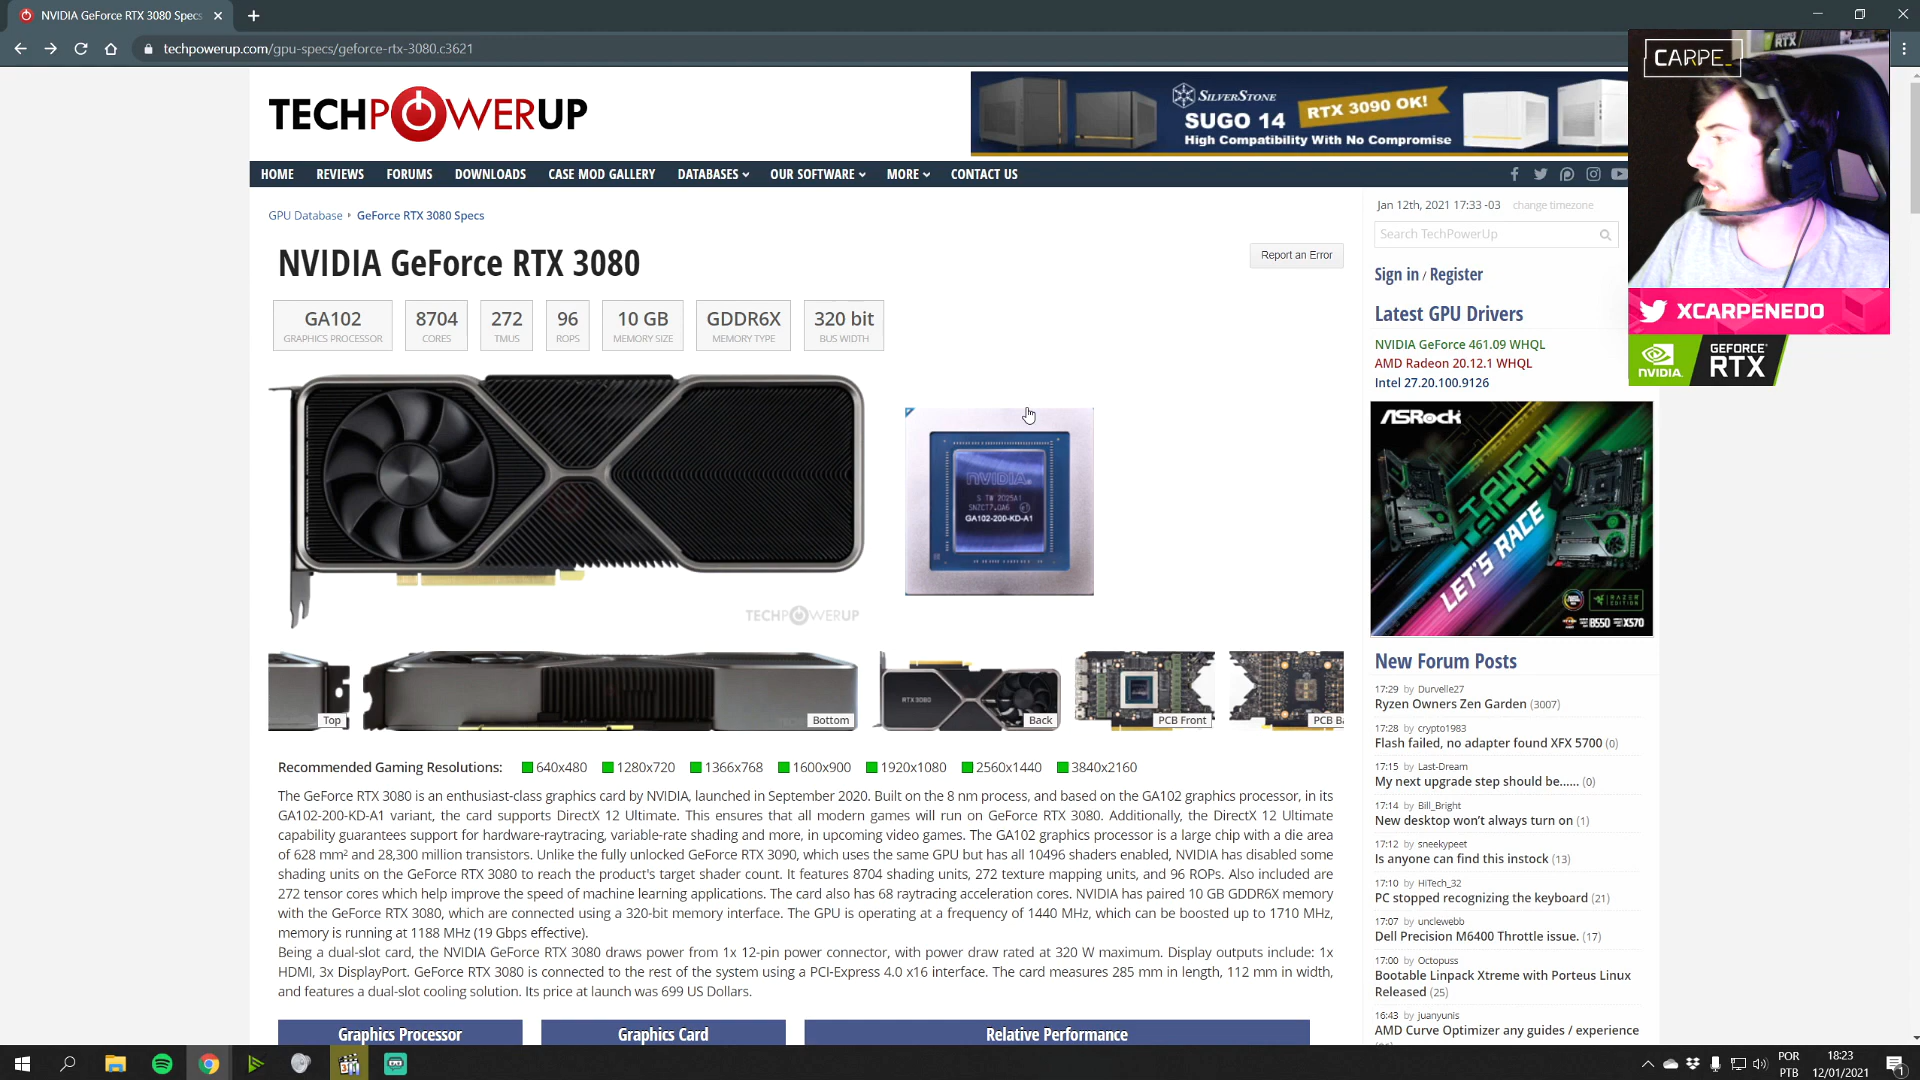 NVIDIA GeForce RTX 3080 Specs
techpowerup.com/gpu-specs/geforce-rtx-3080.c3621
TECHPOWERUP
SILVERSTONE
SUGO 14
RTX 3090 OK!
High Compatibility With No Compromise
CARPE_
HOME REVIEWS FORUMS DOWNLOADS CASE MOD GALLERY DATABASES OUR SOFTWARE MORE CONTACT US
GPU Database GeForce RTX 3080 Specs
Jan 12th, 2021 17:33 -03 change timezone
Search TechPowerUp
NVIDIA GeForce RTX 3080
Report an Error
Sign in / Register
XCARPENEDO
NVIDIA. GEFORCE RTX
GA102 8704 272 96 10 GB GDDR6X 320 bit
GRAPHICS PROCESSOR CORES TMUS ROPS MEMORY SIZE MEMORY TYPE BUS WIDTH
Latest GPU Drivers
NVIDIA GeForce 461.09 WHQL
AMD Radeon 20.12.1 WHQL
Intel 27.20.100.9126
NVIDIA.
S TW 2025A1
GA102-200-KD-A1
TECHPOWERUP
ASRock
TAICHI
LET'S RACE
RAZER EDITION
B550 X570
RTX 3080
Top Bottom Back PCB Front PCB Ba
Recommended Gaming Resolutions: 640x480 1280x720 1366x768 1600x900 1920x1080 2560x1440 3840x2160
The GeForce RTX 3080 is an enthusiast-class graphics card by NVIDIA, launched in September 2020. Built on the 8 nm process, and based on the GA102 graphics processor, in its
GA102-200-KD-A1 variant, the card supports DirectX 12 Ultimate. This ensures that all modern games will run on GeForce RTX 3080. Additionally, the DirectX 12 Ultimate
capability guarantees support for hardware-raytracing, variable-rate shading and more, in upcoming video games. The GA102 graphics processor is a large chip with a die area
of 628 mm² and 28,300 million transistors. Unlike the fully unlocked GeForce RTX 3090, which uses the same GPU but has all 10496 shaders enabled, NVIDIA has disabled some
shading units on the GeForce RTX 3080 to reach the product's target shader count. It features 8704 shading units, 272 texture mapping units, and 96 ROPs. Also included are
272 tensor cores which help improve the speed of machine learning applications. The card also has 68 raytracing acceleration cores. NVIDIA has paired 10 GB GDDR6X memory
with the GeForce RTX 3080, which are connected using a 320-bit memory interface. The GPU is operating at a frequency of 1440 MHz, which can be boosted up to 1710 MHz,
memory is running at 1188 MHz (19 Gbps effective).
Being a dual-slot card, the NVIDIA GeForce RTX 3080 draws power from 1x 12-pin power connector, with power draw rated at 320 W maximum. Display outputs include: 1x
HDMI, 3x DisplayPort. GeForce RTX 3080 is connected to the rest of the system using a PCI-Express 4.0 x16 interface. The card measures 285 mm in length, 112 mm in width,
and features a dual-slot cooling solution. Its price at launch was 699 US Dollars.
Graphics Processor Graphics Card Relative Performance
New Forum Posts
17:29 by Durvelle27
Ryzen Owners Zen Garden (3007)
17:28 by crypto1983
Flash failed, no adapter found XFX 5700 (0)
17:15 by Last-Dream
My next upgrade step should be...... (0)
17:14 by Bill_Bright
New desktop won't always turn on (1)
17:12 by sneekypeet
Is anyone can find this instock (13)
17:10 by HiTech_32
PC stopped recognizing the keyboard (21)
17:07 by unclewebb
Dell Precision M6400 Throttle issue. (17)
17:00 by Octopuss
Bootable Linpack Xtreme with Porteus Linux
Released (25)
16:43 by juanyunis
AMD Curve Optimizer any guides / experience
POR
PTB
18:23
12/01/2021